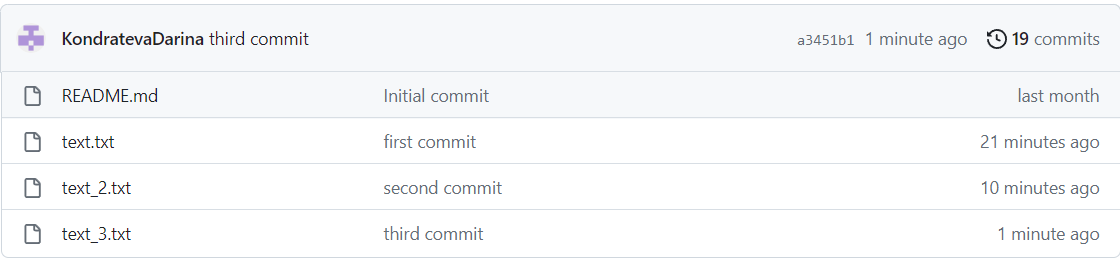 KondratevaDarina third commit a3451b1 1 minute ago 19 commits
README.md Initial commit last month
text.txt first commit 21 minutes ago
text_2.txt second commit 10 minutes ago
text_3.txt third commit 1 minute ago